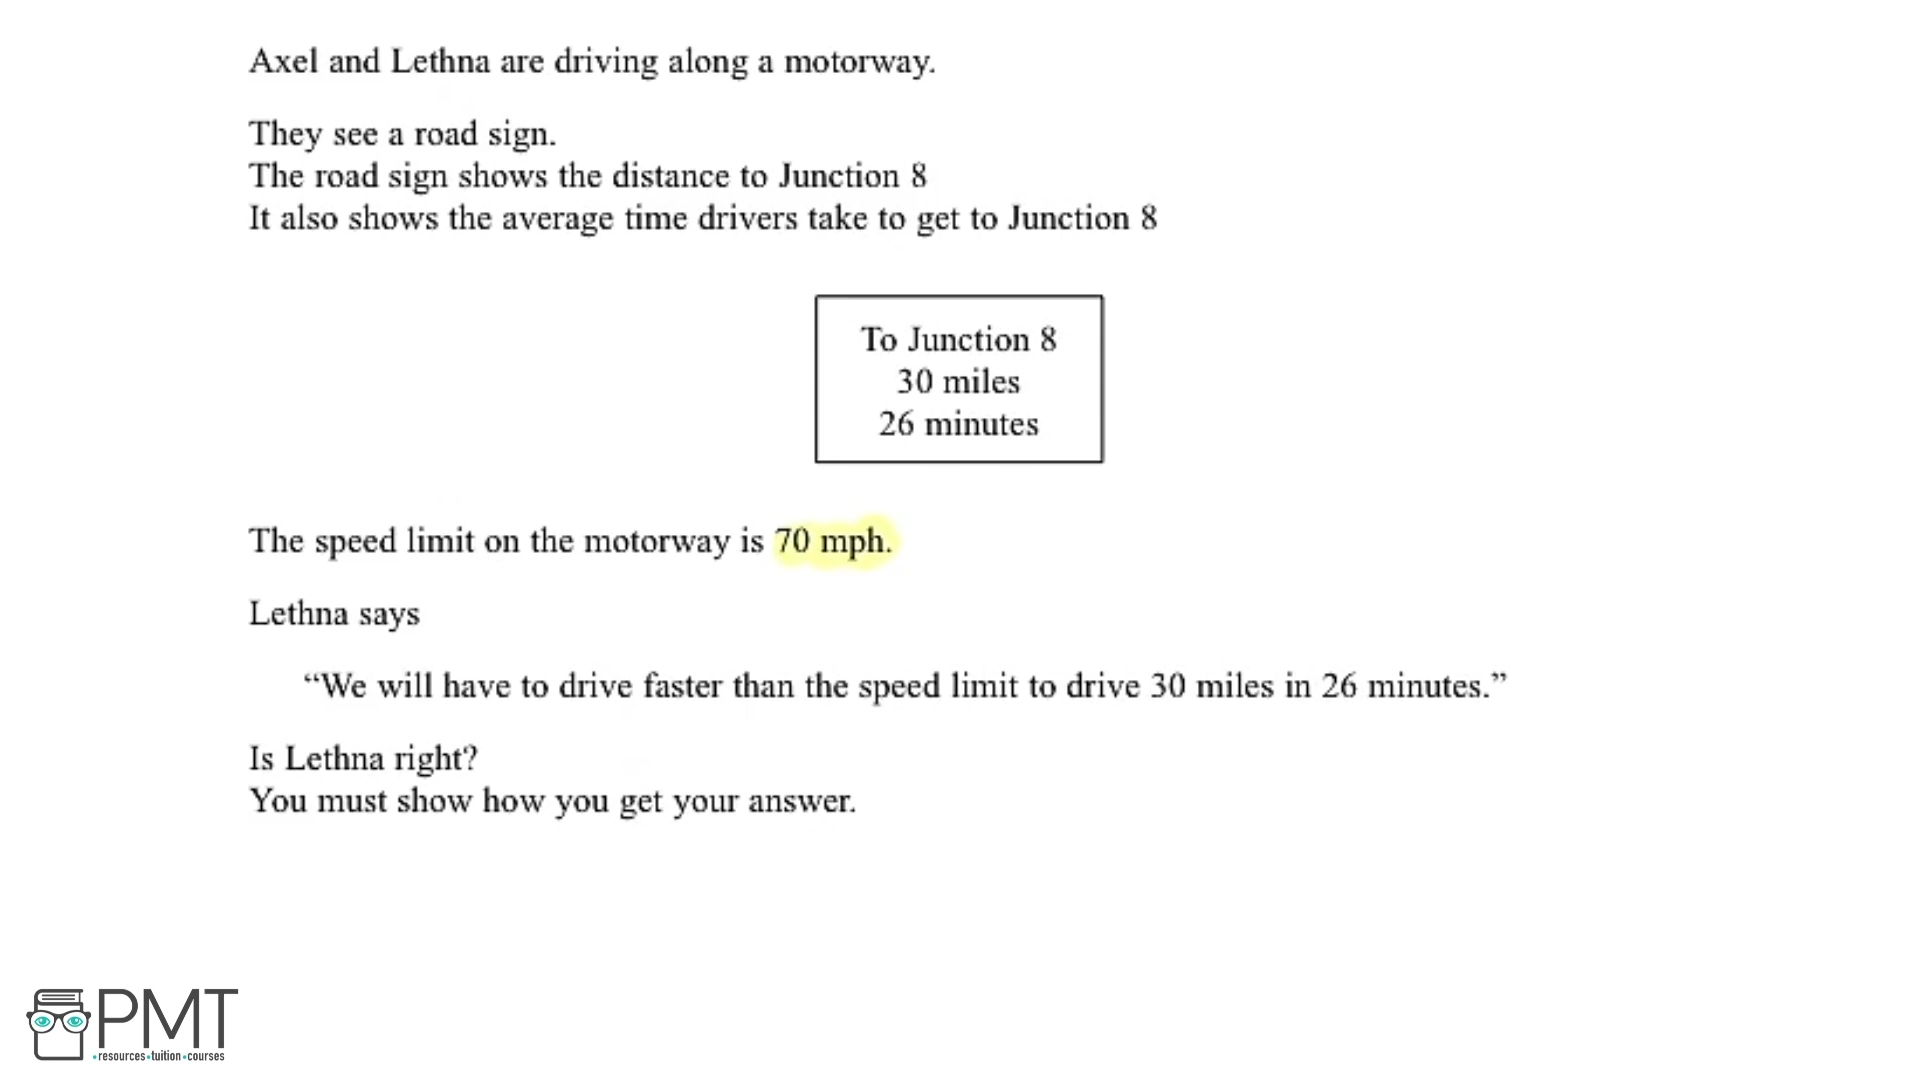 Axel and Lethna are driving along a motorway.
They see a road sign.
The road sign shows the distance to Junction 8
It also shows the average time drivers take to get to Junction 8
To Junction 8
30 miles
26 minutes
The speed limit on the motorway is 70 mph.
Lethna says
“We will have to drive faster than the speed limit to drive 30 miles in 26 minutes.”
Is Lethna right?
You must show how you get your answer.
PMT
•resources•tuition•courses